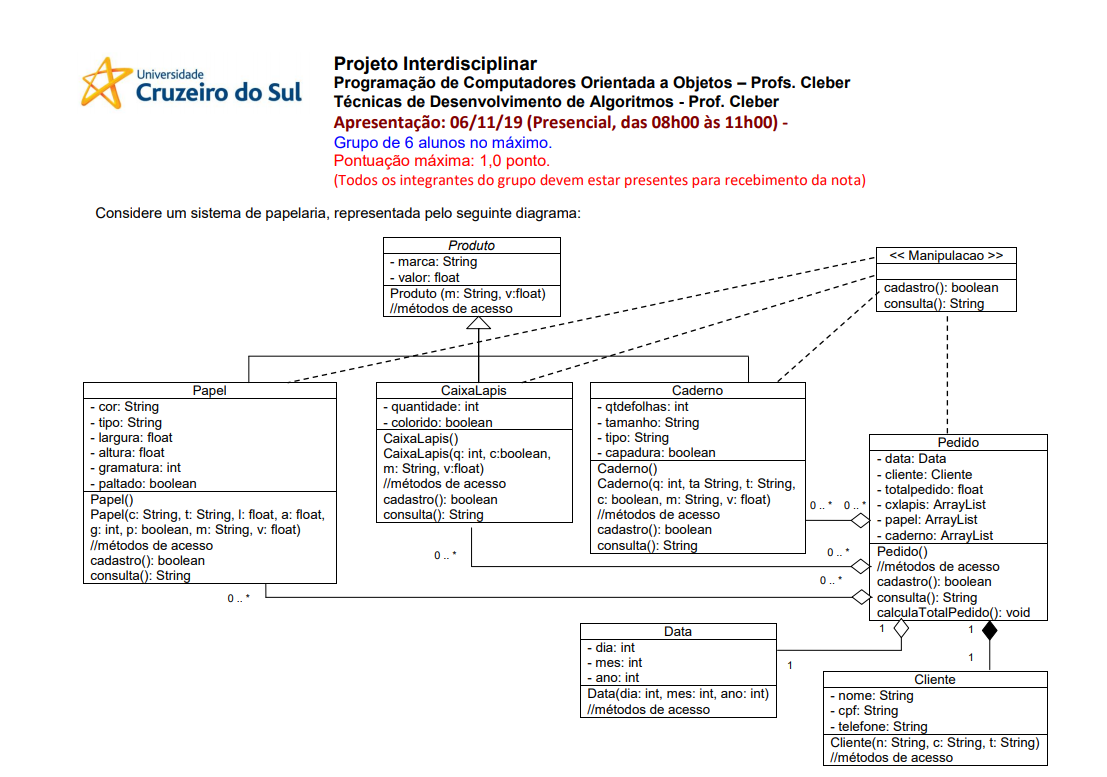 Universidade
Cruzeiro do Sul
Projeto Interdisciplinar
Programação de Computadores Orientada a Objetos – Profs. Cleber
Técnicas de Desenvolvimento de Algoritmos - Prof. Cleber
Apresentação: 06/11/19 (Presencial, das 08h00 às 11h00) -
Grupo de 6 alunos no máximo.
Pontuação máxima: 1,0 ponto.
(Todos os integrantes do grupo devem estar presentes para recebimento da nota)
Considere um sistema de papelaria, representada pelo seguinte diagrama:
Produto
- marca: String
- valor: float
Produto (m: String, v:float)
//métodos de acesso
<< Manipulacao >>
cadastro(): boolean
consulta(): String
Papel
- cor: String
- tipo: String
- largura: float
- altura: float
- gramatura: int
- paltado: boolean
Papel()
Papel(c: String, t: String, l: float, a: float,
g: int, p: boolean, m: String, v: float)
//métodos de acesso
cadastro(): boolean
consulta(): String
CaixaLapis
- quantidade: int
- colorido: boolean
CaixaLapis()
CaixaLapis(q: int, c:boolean,
m: String, v:float)
//métodos de acesso
cadastro(): boolean
consulta(): String
Caderno
- qtdefolhas: int
- tamanho: String
- tipo: String
- capadura: boolean
Caderno()
Caderno(q: int, ta String, t: String,
c: boolean, m: String, v: float)
//métodos de acesso
cadastro(): boolean
consulta(): String
Pedido
- data: Data
- cliente: Cliente
- totalpedido: float
- cxlapis: ArrayList
- papel: ArrayList
- caderno: ArrayList
Pedido()
//métodos de acesso
cadastro(): boolean
consulta(): String
calculaTotalPedido(): void
0 .. * 0 .. *
0 .. *
0 .. *
0 .. *
0 .. *
1
1
1
1
Data
- dia: int
- mes: int
- ano: int
Data(dia: int, mes: int, ano: int)
//métodos de acesso
Cliente
- nome: String
- cpf: String
- telefone: String
Cliente(n: String, c: String, t: String)
//métodos de acesso